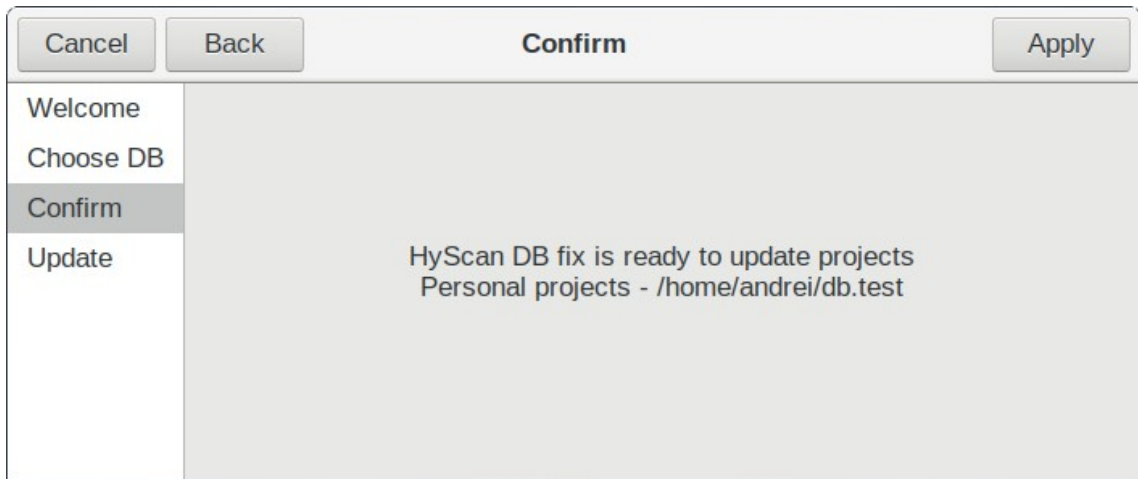 Cancel Back Confirm Apply
Welcome
Choose DB
Confirm
Update
HyScan DB fix is ready to update projects
Personal projects - /home/andrei/db.test